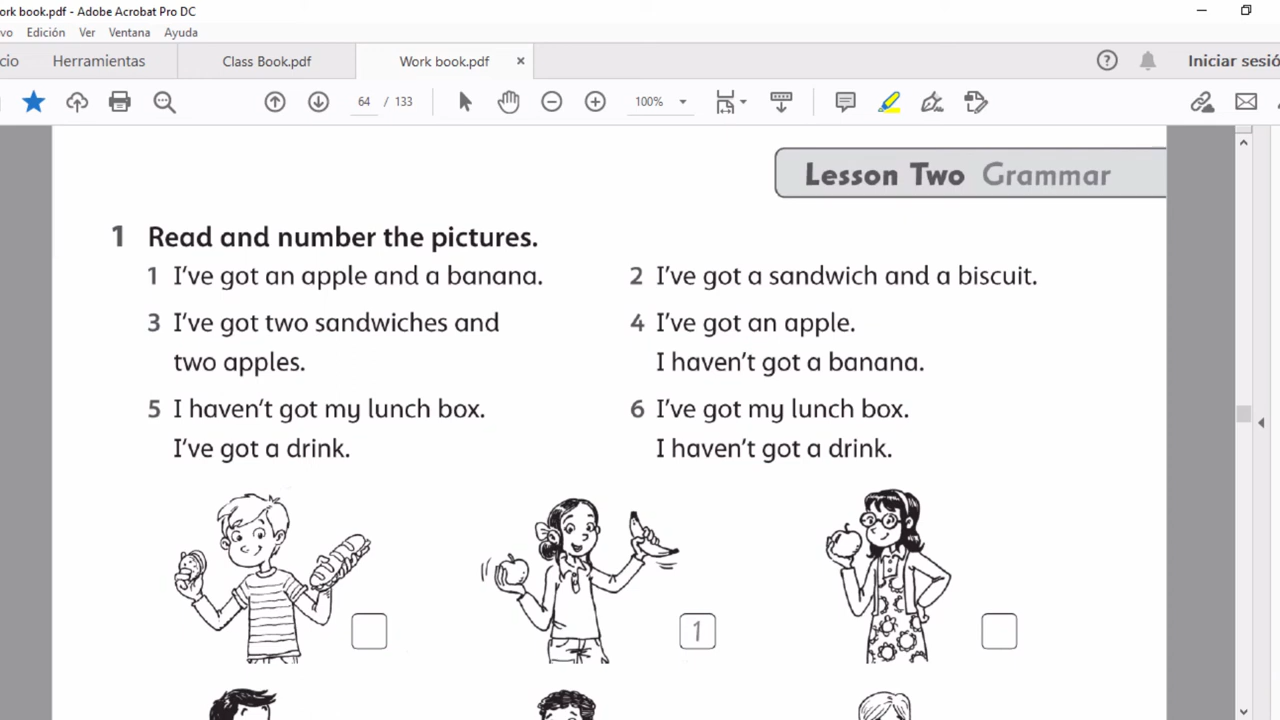 ork book.pdf - Adobe Acrobat Pro DC
vo Edición Ver Ventana Ayuda
cio Herramientas Class Book.pdf Work book.pdf × Iniciar sesió
64 / 133 100%
Lesson Two Grammar
1 Read and number the pictures.
1 I've got an apple and a banana.
2 I've got a sandwich and a biscuit.
3 I've got two sandwiches and
two apples.
4 I've got an apple.
I haven't got a banana.
5 I haven't got my lunch box.
I've got a drink.
6 I've got my lunch box.
I haven't got a drink.
1